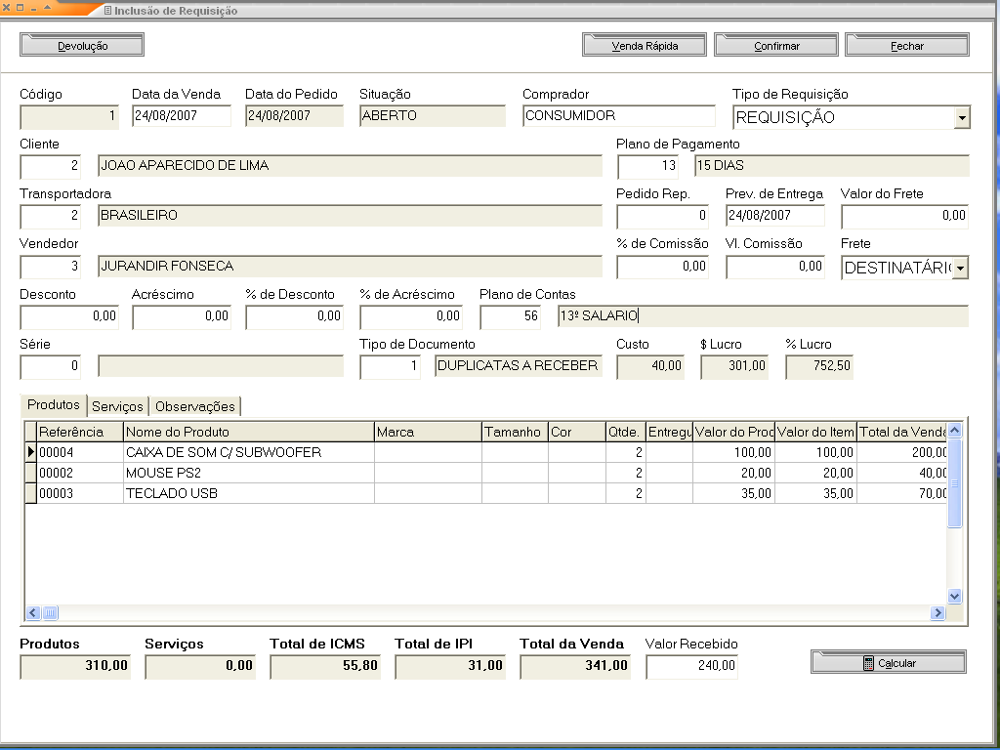 Inclusão de Requisição
Devolução Venda Rápida Confirmar Fechar
Código Data da Venda Data do Pedido Situação Comprador Tipo de Requisição
1 24/08/2007 24/08/2007 ABERTO CONSUMIDOR REQUISIÇÃO
Cliente Plano de Pagamento
2 JOAO APARECIDO DE LIMA 13 15 DIAS
Transportadora Pedido Rep. Prev. de Entrega Valor do Frete
2 BRASILEIRO 0 24/08/2007 0,00
Vendedor % de Comissão Vl. Comissão Frete
3 JURANDIR FONSECA 0,00 0,00 DESTINATÁRI
Desconto Acréscimo % de Desconto % de Acréscimo Plano de Contas
0,00 0,00 0,00 0,00 56 13º SALARIO
Série Tipo de Documento Custo $ Lucro % Lucro
0 1 DUPLICATAS A RECEBER 40,00 301,00 752,50
Produtos Serviços Observações
Referência Nome do Produto Marca Tamanho Cor Qtde. Entregu Valor do Prod Valor do Item Total da Venda
00004 CAIXA DE SOM C/ SUBWOOFER 2 100,00 100,00 200,00
00002 MOUSE PS2 2 20,00 20,00 40,00
00003 TECLADO USB 2 35,00 35,00 70,00
Produtos Serviços Total de ICMS Total de IPI Total da Venda Valor Recebido
310,00 0,00 55,80 31,00 341,00 240,00 Calcular